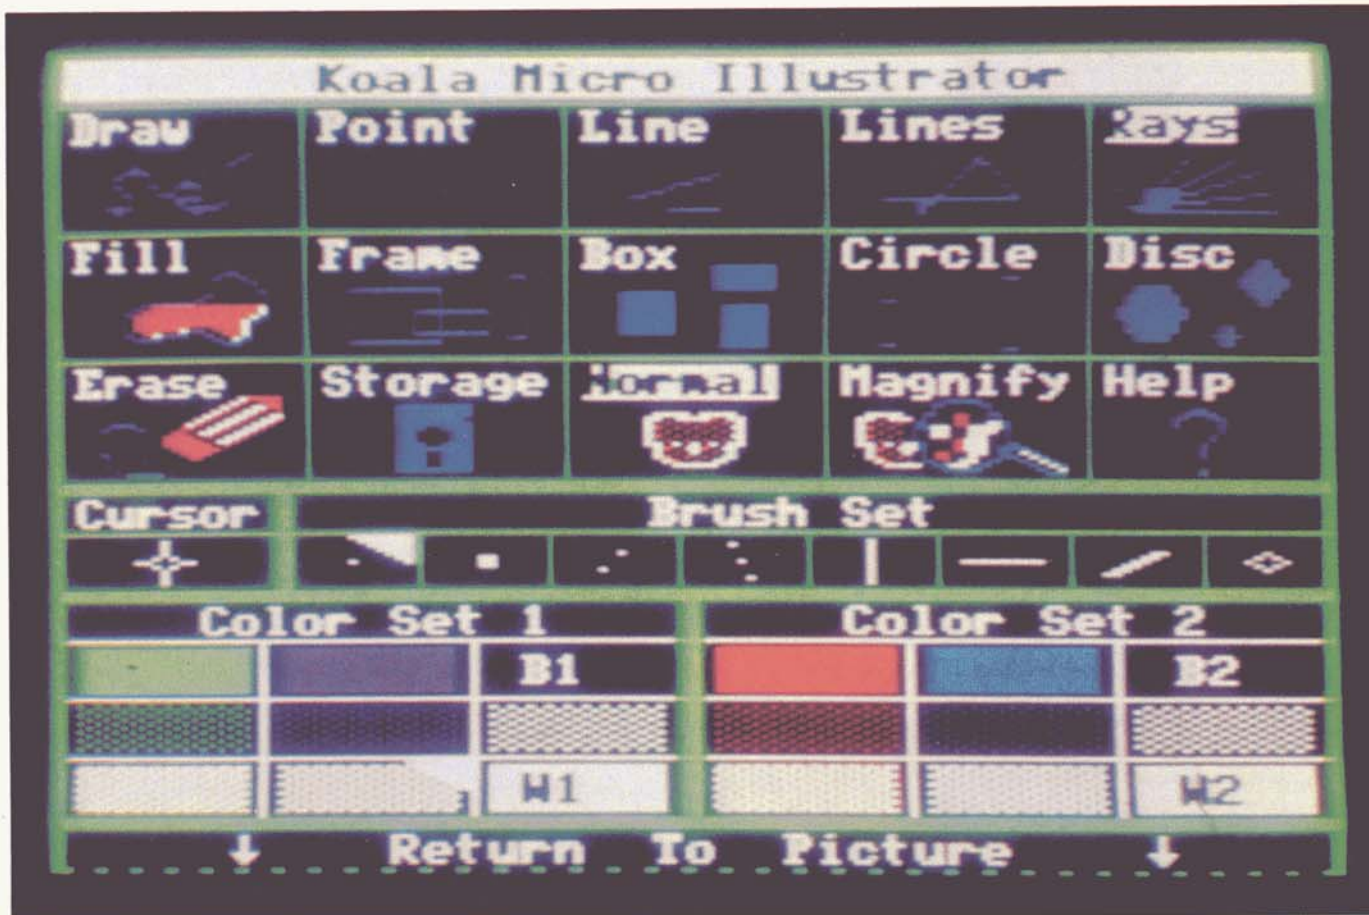 Koala Micro Illustrator
Draw Point Line Lines Rays
Fill Frame Box Circle Disc
Erase Storage Normal Magnify Help
Cursor Brush Set
Color Set 1 Color Set 2
B1 B2
W1 W2
↓ Return To Picture ↓